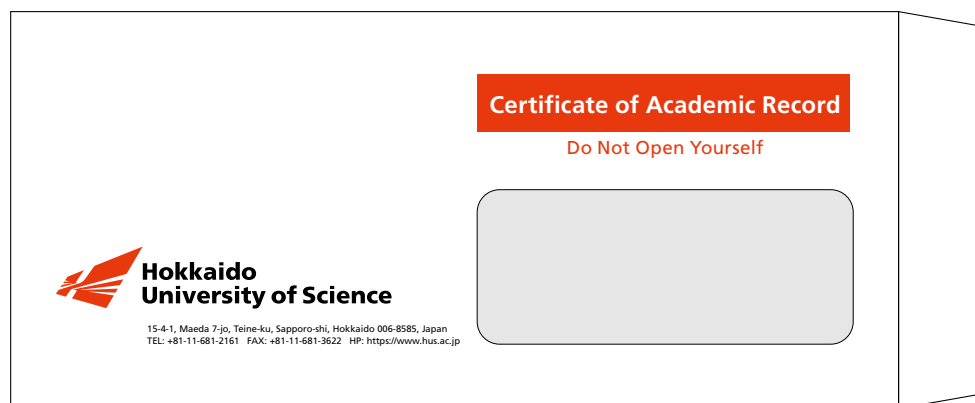 Certificate of Academic Record
Do Not Open Yourself
Hokkaido
University of Science
15-4-1, Maeda 7-jo, Teine-ku, Sapporo-shi, Hokkaido 006-8585, Japan
TEL: +81-11-681-2161 FAX: +81-11-681-3622 HP: https://www.hus.ac.jp